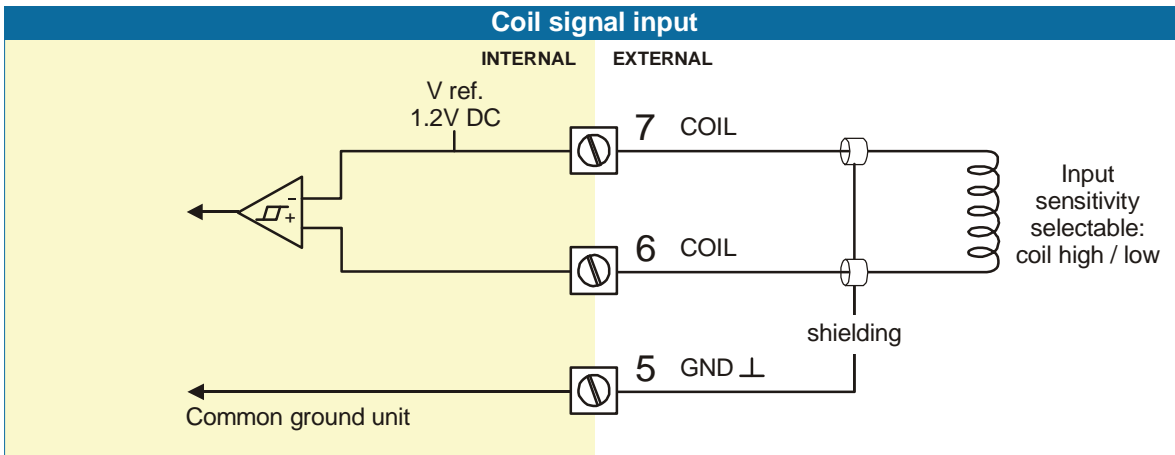 Coil signal input
INTERNAL EXTERNAL
V ref.
1.2V DC
7 COIL
-
+
6 COIL
Input
sensitivity
selectable:
coil high / low
shielding
5 GND ⊥
Common ground unit